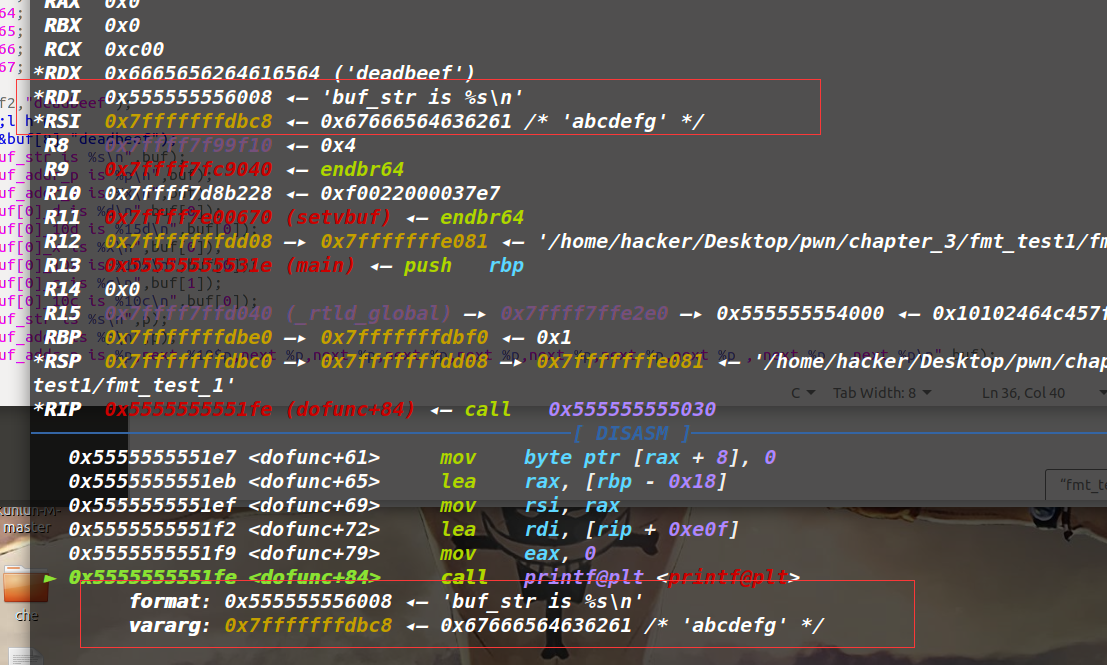 RAX 0x0
64;
RBX 0x0
65;
RCX 0xc00
66;
67;
*RDX 0x6665656264616564 ('deadbeef')
*RDI 0x555555556008 ◂— 'buf_str is %s\n'
*RSI 0x7fffffffdbc8 ◂— 0x67666564636261 /* 'abcdefg' */
R8 0x7ffff7f99f10 ◂— 0x4
R9 0x7ffff7fc9040 ◂— endbr64
R10 0x7ffff7d8b228 ◂— 0xf0022000037e7
R11 0x7ffff7e00670 (setvbuf) ◂— endbr64
R12 0x7fffffffdd08 —▸ 0x7fffffffe081 ◂— '/home/hacker/Desktop/pwn/chapter_3/fmt_test1/fm
R13 0x55555555531e (main) ◂— push rbp
R14 0x0
R15 0x7ffff7ffd040 (_rtld_global) —▸ 0x7ffff7ffe2e0 —▸ 0x555555554000 ◂— 0x10102464c457f
RBP 0x7fffffffdbe0 —▸ 0x7fffffffdbf0 ◂— 0x1
*RSP 0x7fffffffdbc0 —▸ 0x7fffffffdd08 —▸ 0x7fffffffe081 ◂— '/home/hacker/Desktop/pwn/chap
test1/fmt_test_1'
C Tab Width: 8 Ln 36, Col 40
*RIP 0x5555555551fe (dofunc+84) ◂— call 0x555555555030
[ DISASM ]
0x5555555551e7 <dofunc+61> mov byte ptr [rax + 8], 0
0x5555555551eb <dofunc+65> lea rax, [rbp - 0x18]
"fmt_te
0x5555555551ef <dofunc+69> mov rsi, rax
master
0x5555555551f2 <dofunc+72> lea rdi, [rip + 0xe0f]
0x5555555551f9 <dofunc+79> mov eax, 0
► 0x5555555551fe <dofunc+84> call printf@plt <printf@plt>
format: 0x555555556008 ◂— 'buf_str is %s\n'
che
vararg: 0x7fffffffdbc8 ◂— 0x67666564636261 /* 'abcdefg' */